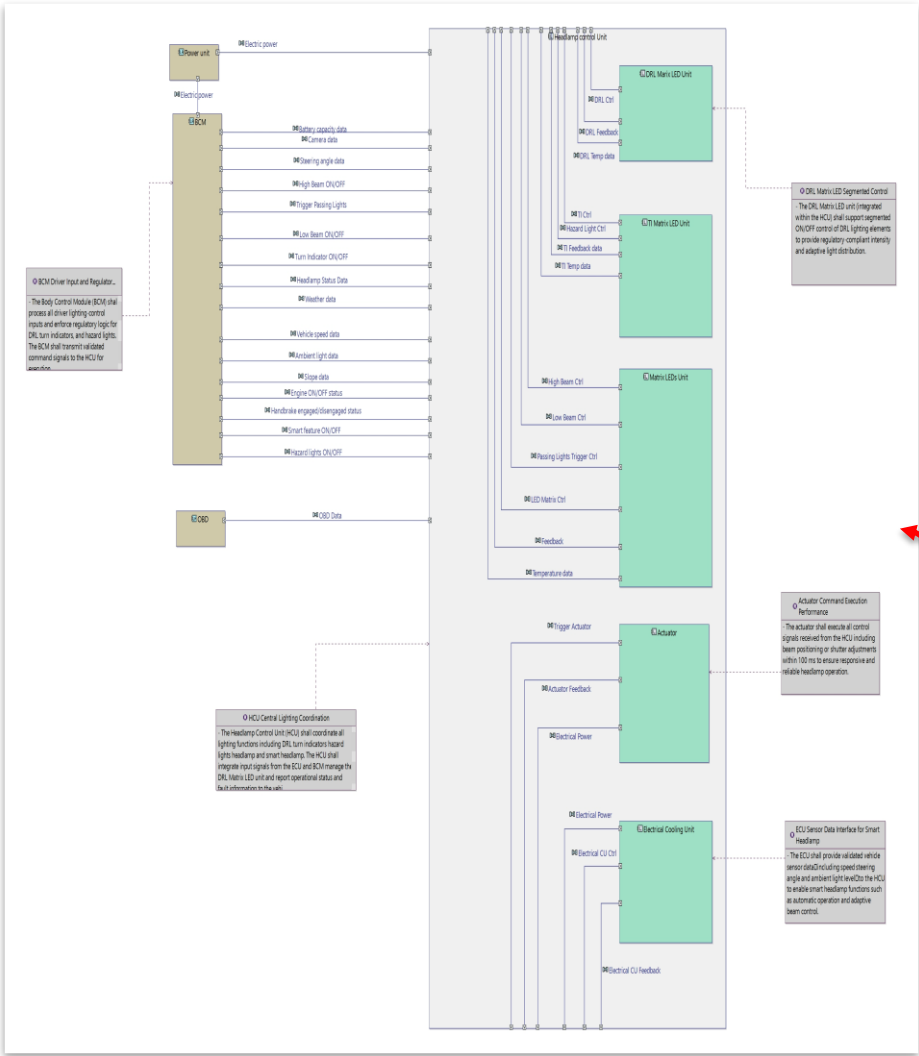 Electric power
Headlamp control Unit
Power unit
Electric power
BCM
Battery capacity data
Camera data
Steering angle data
High Beam ON/OFF
Trigger Passing Lights
Low Beam ON/OFF
Turn Indicator ON/OFF
Headlamp Status Data
Weather data
Vehicle speed data
Ambient light data
Slope data
Engine ON/OFF status
Handbrake engaged/disengaged status
Smart feature ON/OFF
Hazard lights ON/OFF
OBD
OBD Data
BCM Driver Input and Regulator...
- The Body Control Module (BCM) shall
process all driver lighting-control
inputs and enforce regulatory logic for
DRL turn indicators, and hazard lights.
The BCM shall transmit validated
command signals to the HCU for
execution.
HCU Central Lighting Coordination
- The Headlamp Control Unit (HCU) shall coordinate all
lighting functions including DRL turn indicators hazard
lights headlamp and smart headlamp. The HCU shall
integrate input signals from the ECU and BCM manage the
DRL Matrix LED unit and report operational status and
fault information to the vehi
DRL Marix LED Unit
DRL Ctrl
DRL Feedback
DRL Temp data
TI Matrix LED Unit
TI Ctrl
Hazard Light Ctrl
TI Feedback data
TI Temp data
Matrix LEDs Unit
High Beam Ctrl
Low Beam Ctrl
Passing Lights Trigger Ctrl
LED Matrix Ctrl
Feedback
Temperature data
Actuator
Trigger Actuator
Actuator Feedback
Electrical Power
Electrical Cooling Unit
Electrical Power
Electrical CU Ctrl
Electrical CU Feedback
DRL Matrix LED Segmented Control
- The DRL Matrix LED unit (integrated
within the HCU) shall support segmented
ON/OFF control of DRL lighting elements
to provide regulatory-compliant intensity
and adaptive light distribution.
Actuator Command Execution
Performance
- The actuator shall execute all control
signals received from the HCU including
beam positioning or shutter adjustments
within 100 ms to ensure responsive and
reliable headlamp operation.
ECU Sensor Data Interface for Smart
Headlamp
- The ECU shall provide validated vehicle
sensor data□including speed steering
angle and ambient light level□to the HCU
to enable smart headlamp functions such
as automatic operation and adaptive
beam control.